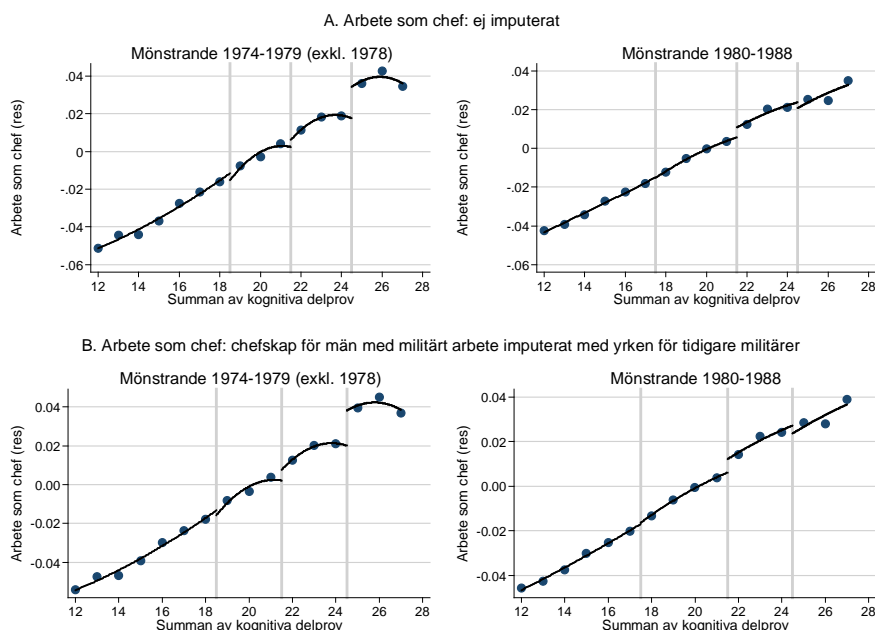 A. Arbete som chef: ej imputerat
Mönstrande 1974-1979 (exkl. 1978)
Arbete som chef (res)
.04
.02
0
-.02
-.04
-.06
12 14 16 18 20 22 24 26 28
Summan av kognitiva delprov
Mönstrande 1980-1988
Arbete som chef (res)
.04
.02
0
-.02
-.04
-.06
12 14 16 18 20 22 24 26 28
Summan av kognitiva delprov
B. Arbete som chef: chefskap för män med militärt arbete imputerat med yrken för tidigare militärer
Mönstrande 1974-1979 (exkl. 1978)
Arbete som chef (res)
0.04
0.02
0.00
-0.02
-0.04
12 14 16 18 20 22 24 26 28
Summan av kognitiva delprov
Mönstrande 1980-1988
Arbete som chef (res)
0.04
0.02
0.00
-0.02
-0.04
12 14 16 18 20 22 24 26 28
Summan av kognitiva delprov